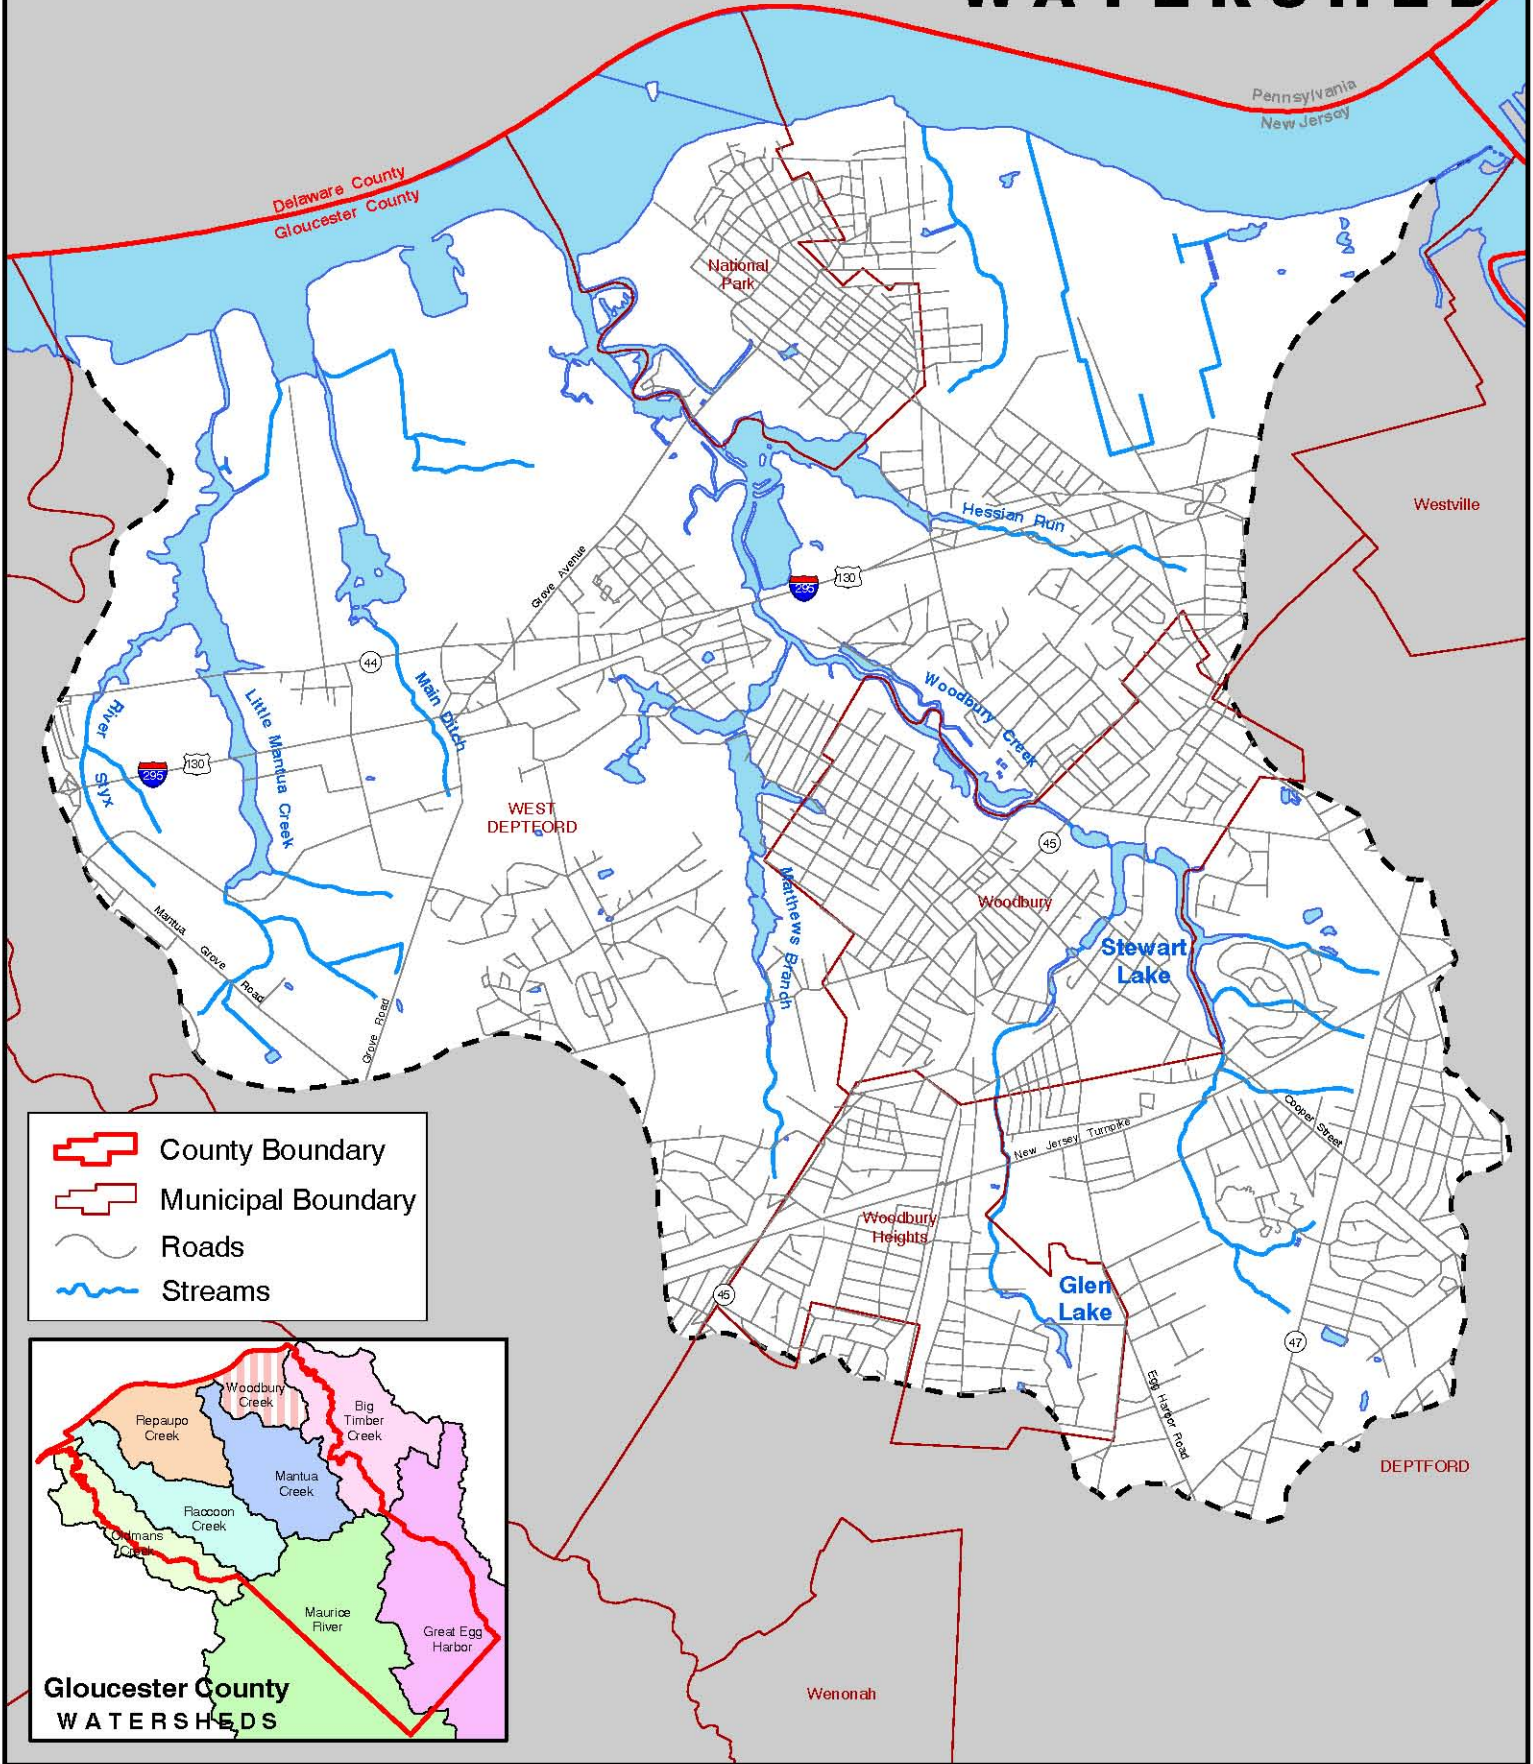 WATERSHED
Pennsylvania
New Jersey
Delaware County
Gloucester County
National
Park
Westville
Hessian Run
Grove Avenue
295
130
44
Main Ditch
Woodbury Creek
River Styx
Little Mantua Creek
295
130
WEST
DEPTFORD
45
Matthews Branch
Woodbury
Stewart
Lake
Mantua Grove Road
Grove Road
Cooper Street
New Jersey Turnpike
Woodbury
Heights
Glen
Lake
45
47
Egg Harbor Road
DEPTFORD
Wenonah
County Boundary
Municipal Boundary
Roads
Streams
Woodbury
Creek
Big
Timber
Creek
Repaupo
Creek
Mantua
Creek
Raccoon
Creek
Oldmans
Creek
Maurice
River
Great Egg
Harbor
Gloucester County
WATERSHEDS